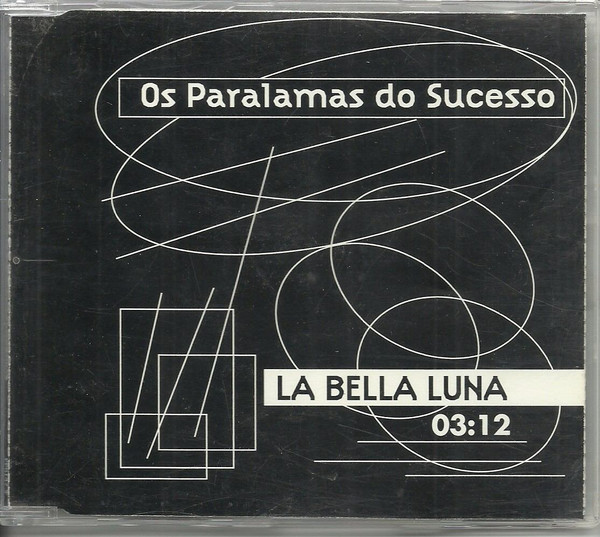 Os Paralamas do Sucesso
LA BELLA LUNA
03:12